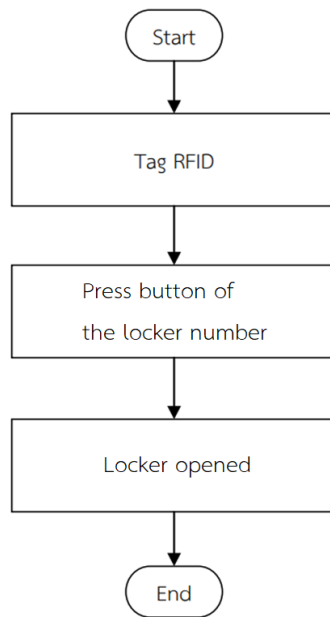 Start
Tag RFID
Press button of
the locker number
Locker opened
End